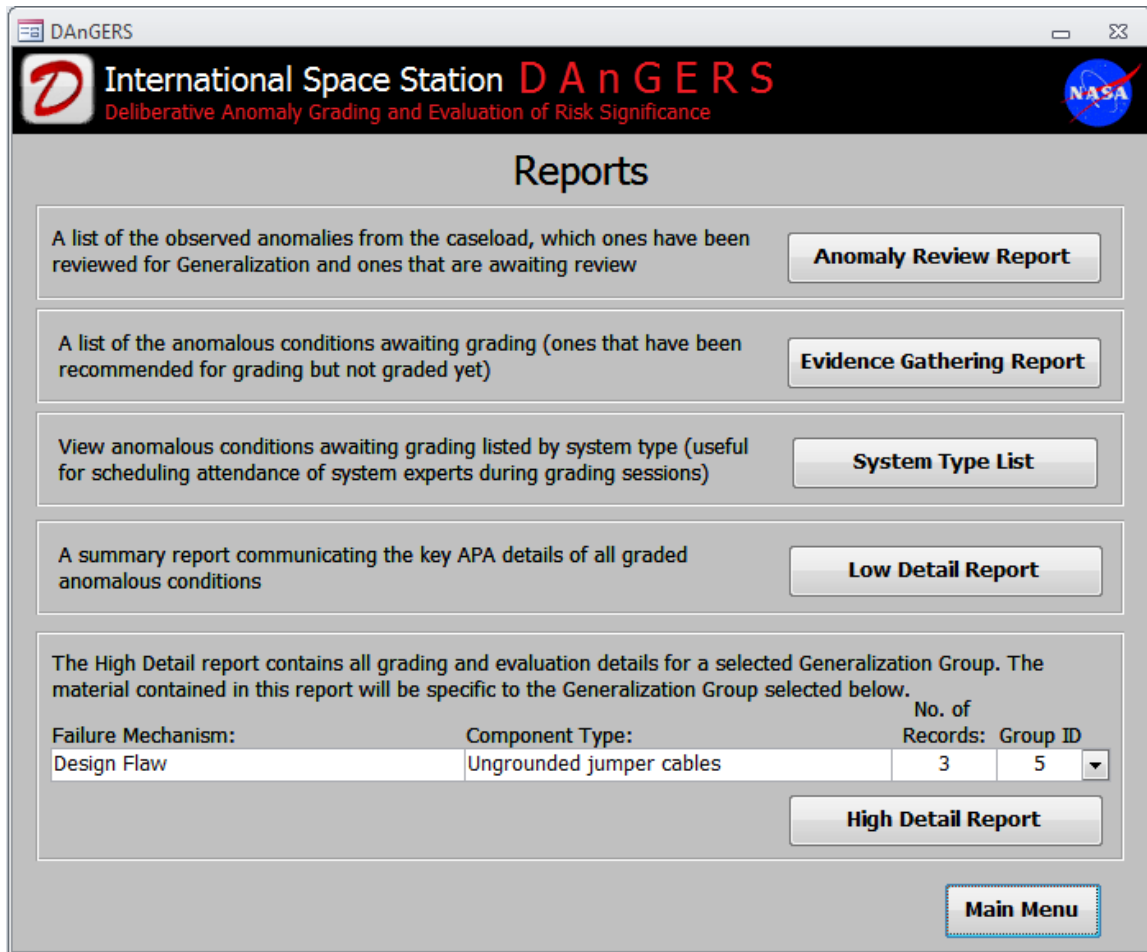 DAnGERS
D
International Space Station DAnGERS
Deliberative Anomaly Grading and Evaluation of Risk Significance
NASA
Reports
A list of the observed anomalies from the caseload, which ones have been
reviewed for Generalization and ones that are awaiting review
Anomaly Review Report
A list of the anomalous conditions awaiting grading (ones that have been
recommended for grading but not graded yet)
Evidence Gathering Report
View anomalous conditions awaiting grading listed by system type (useful
for scheduling attendance of system experts during grading sessions)
System Type List
A summary report communicating the key APA details of all graded
anomalous conditions
Low Detail Report
The High Detail report contains all grading and evaluation details for a selected Generalization Group. The
material contained in this report will be specific to the Generalization Group selected below.
No. of
Failure Mechanism: Component Type: Records: Group ID
Design Flaw Ungrounded jumper cables 3 5
High Detail Report
Main Menu